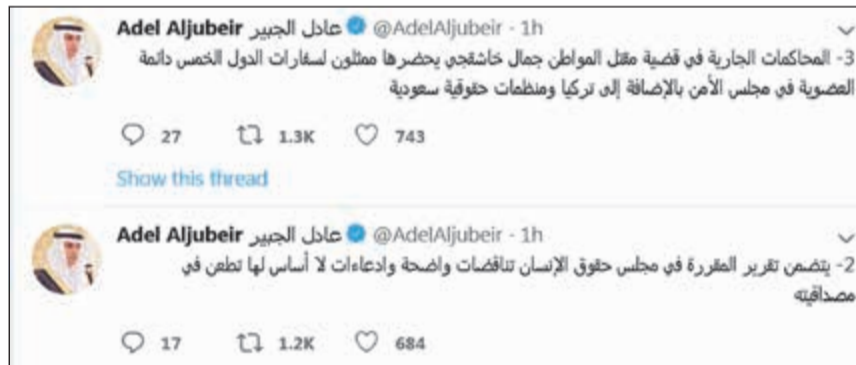 Adel Aljubeir عادل الجبير @AdelAljubeir · 1h
3- المحاكمات الجارية في قضية مقتل المواطن جمال خاشقجي يحضرها ممثلون لسفارات الدول الخمس دائمة
العضوية في مجلس الأمن بالإضافة إلى تركيا ومنظمات حقوقية سعودية
27 1.3K 743
Show this thread
Adel Aljubeir عادل الجبير @AdelAljubeir · 1h
2- يتضمن تقرير المقررة في مجلس حقوق الإنسان تناقضات واضحة وادعاءات لا أساس لها تطعن في
مصداقيته
17 1.2K 684